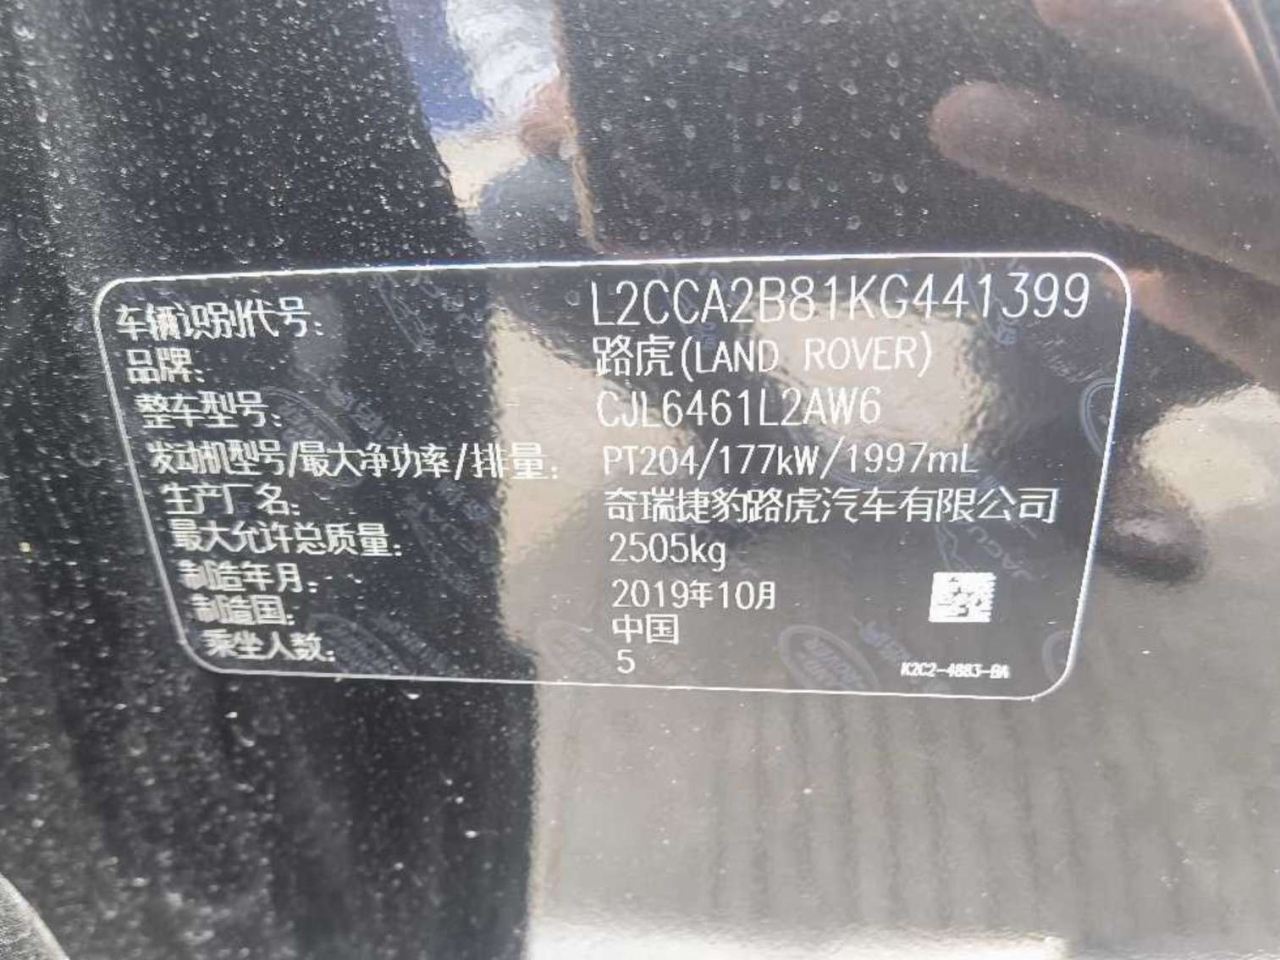 车辆识别代号: L2CCA2B81KG441399
品牌: 路虎(LAND ROVER)
整车型号: CJL6461L2AW6
发动机型号/最大净功率/排量: PT204/177kW/1997mL
生产厂名: 奇瑞捷豹路虎汽车有限公司
最大允许总质量: 2505kg
制造年月: 2019年10月
制造国: 中国
乘坐人数: 5
K2C2-4883-BA